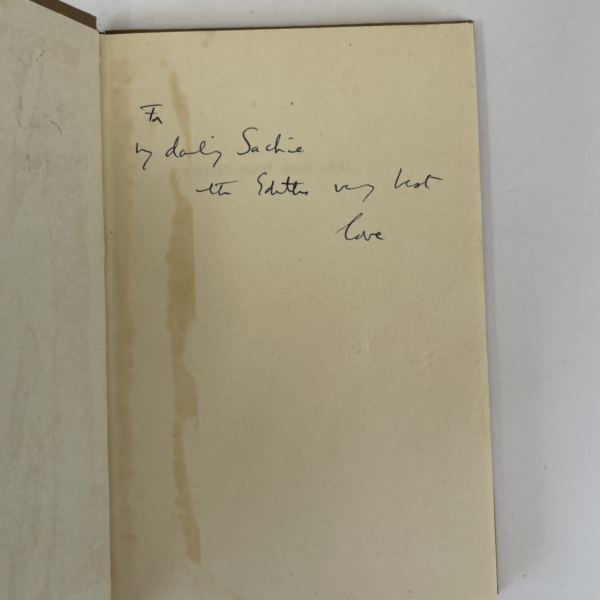 For
my darling Sachie
with Edith's very best
love